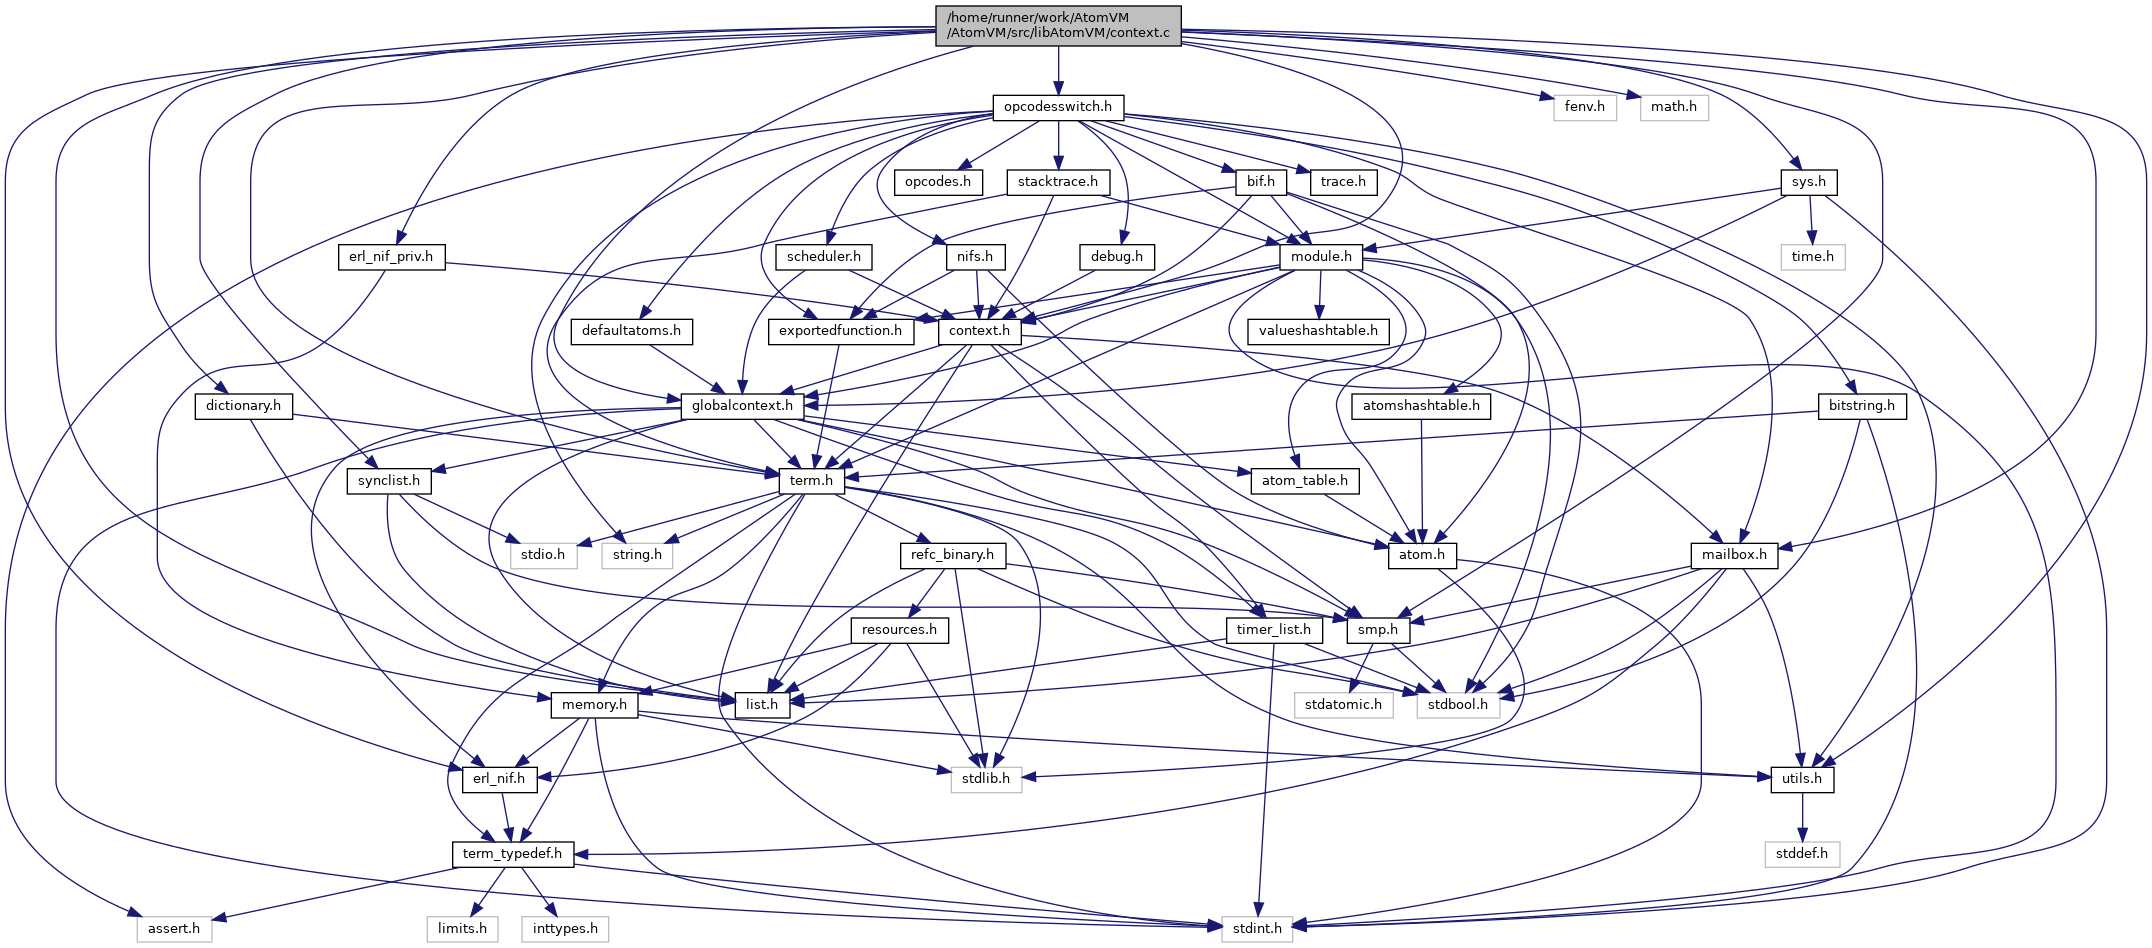 /home/runner/work/AtomVM
/AtomVM/src/libAtomVM/context.c
opcodesswitch.h
fenv.h
math.h
opcodes.h
stacktrace.h
bif.h
trace.h
sys.h
erl_nif_priv.h
scheduler.h
nifs.h
debug.h
module.h
time.h
defaultatoms.h
exportedfunction.h
context.h
valueshashtable.h
dictionary.h
globalcontext.h
atomshashtable.h
bitstring.h
synclist.h
term.h
atom_table.h
stdio.h
string.h
refc_binary.h
atom.h
mailbox.h
resources.h
timer_list.h
smp.h
memory.h
list.h
stdatomic.h
stdbool.h
erl_nif.h
stdlib.h
utils.h
term_typedef.h
stddef.h
assert.h
limits.h
inttypes.h
stdint.h